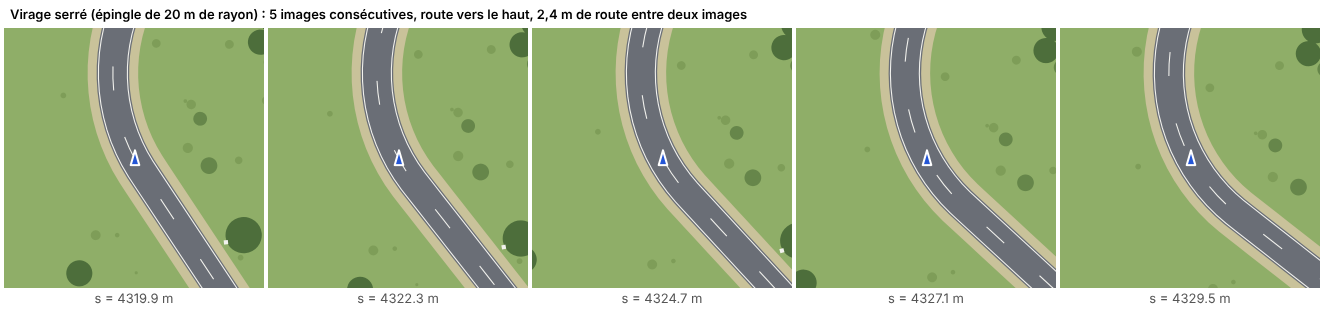 Virage serré (épingle de 20 m de rayon) : 5 images consécutives, route vers le haut, 2,4 m de route entre deux images
s = 4319.9 m
s = 4322.3 m
s = 4324.7 m
s = 4327.1 m
s = 4329.5 m